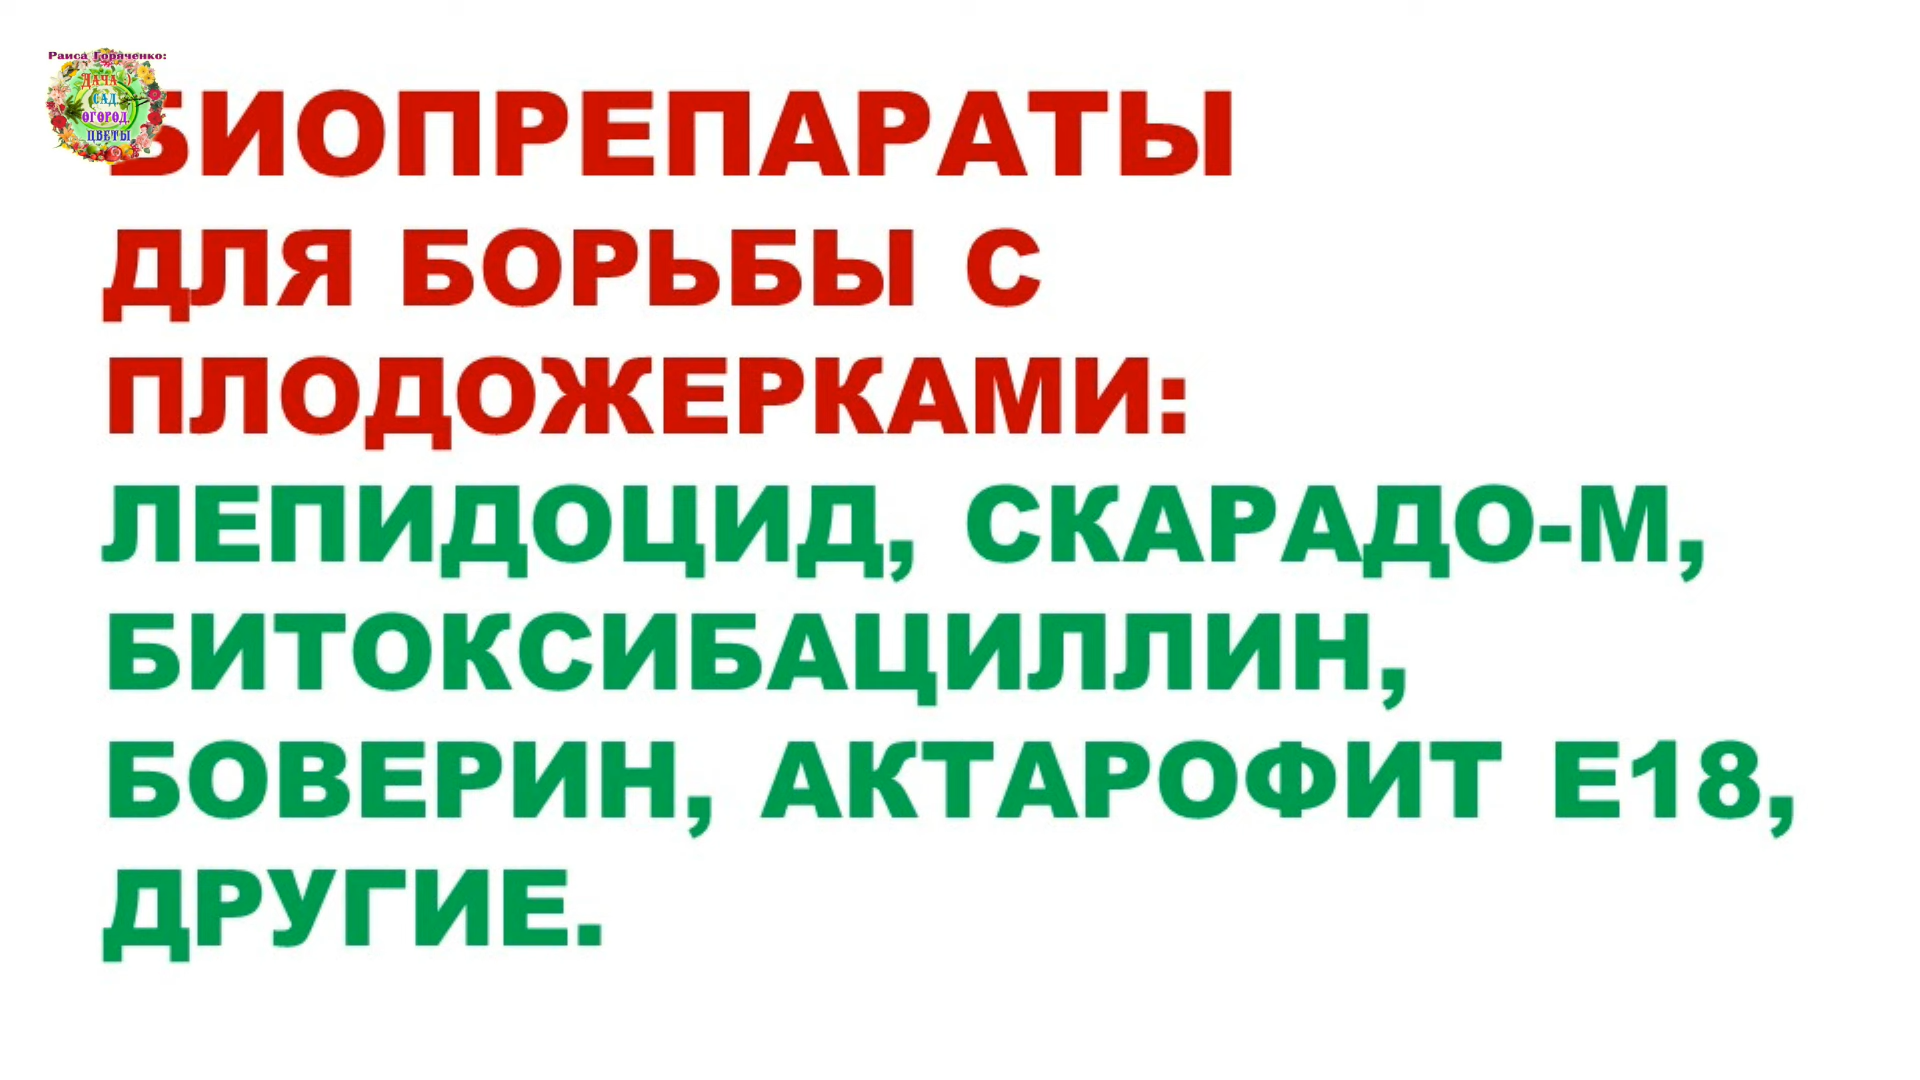 Раиса Горяченко:
ДАЧА :)
САД.
ОГОРОД.
ЦВЕТЫ
БИОПРЕПАРАТЫ
ДЛЯ БОРЬБЫ С
ПЛОДОЖЕРКАМИ:
ЛЕПИДОЦИД, СКАРАДО-М,
БИТОКСИБАЦИЛЛИН,
БОВЕРИН, АКТАРОФИТ Е18,
ДРУГИЕ.